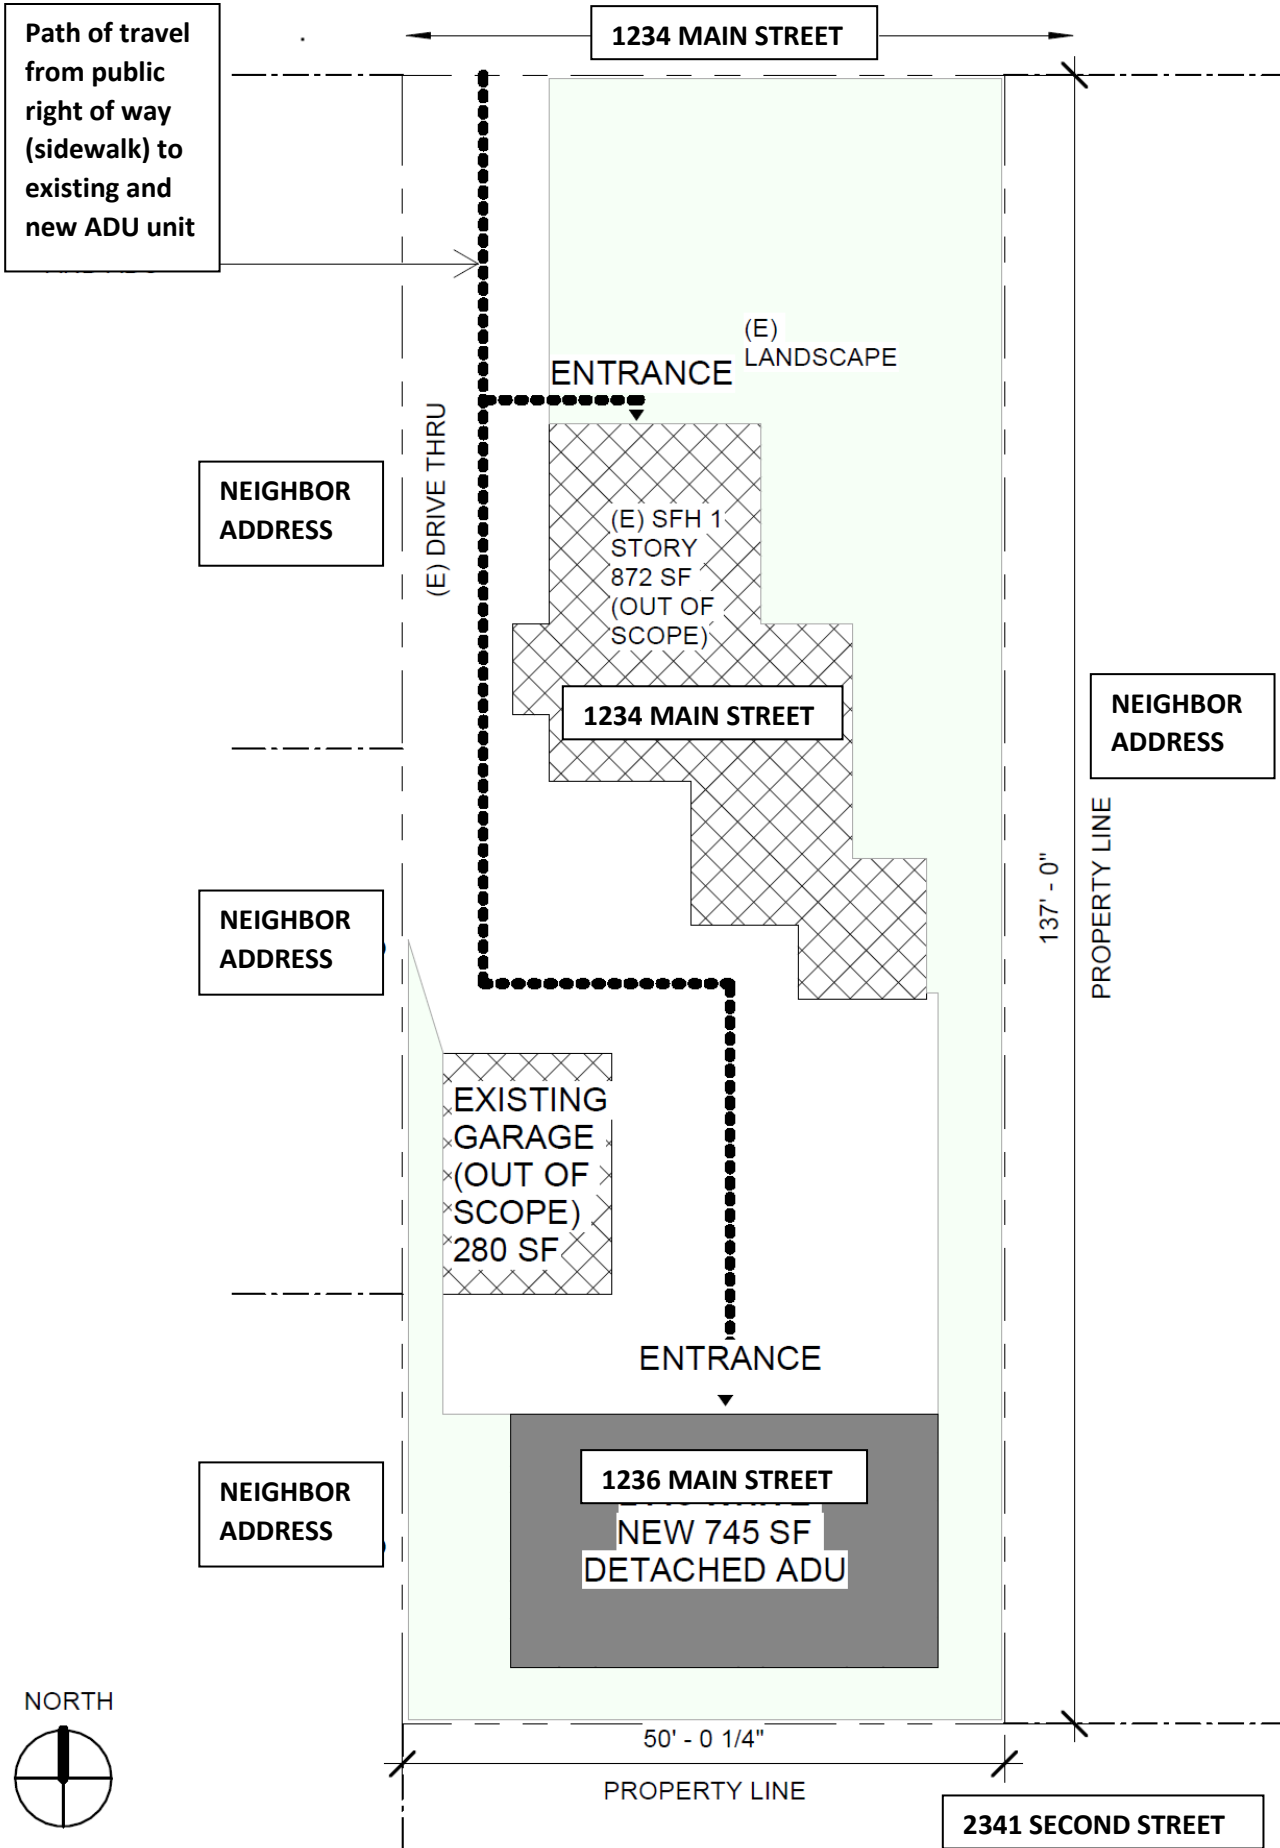 Path of travel
from public
right of way
(sidewalk) to
existing and
new ADU unit
1234 MAIN STREET
(E)
LANDSCAPE
ENTRANCE
(E) DRIVE THRU
NEIGHBOR
ADDRESS
(E) SFH 1
STORY
872 SF
(OUT OF
SCOPE)
1234 MAIN STREET
NEIGHBOR
ADDRESS
137' - 0"
PROPERTY LINE
NEIGHBOR
ADDRESS
EXISTING
GARAGE
(OUT OF
SCOPE)
280 SF
ENTRANCE
NEIGHBOR
ADDRESS
1236 MAIN STREET
NEW 745 SF
DETACHED ADU
NORTH
50' - 0 1/4"
PROPERTY LINE
2341 SECOND STREET